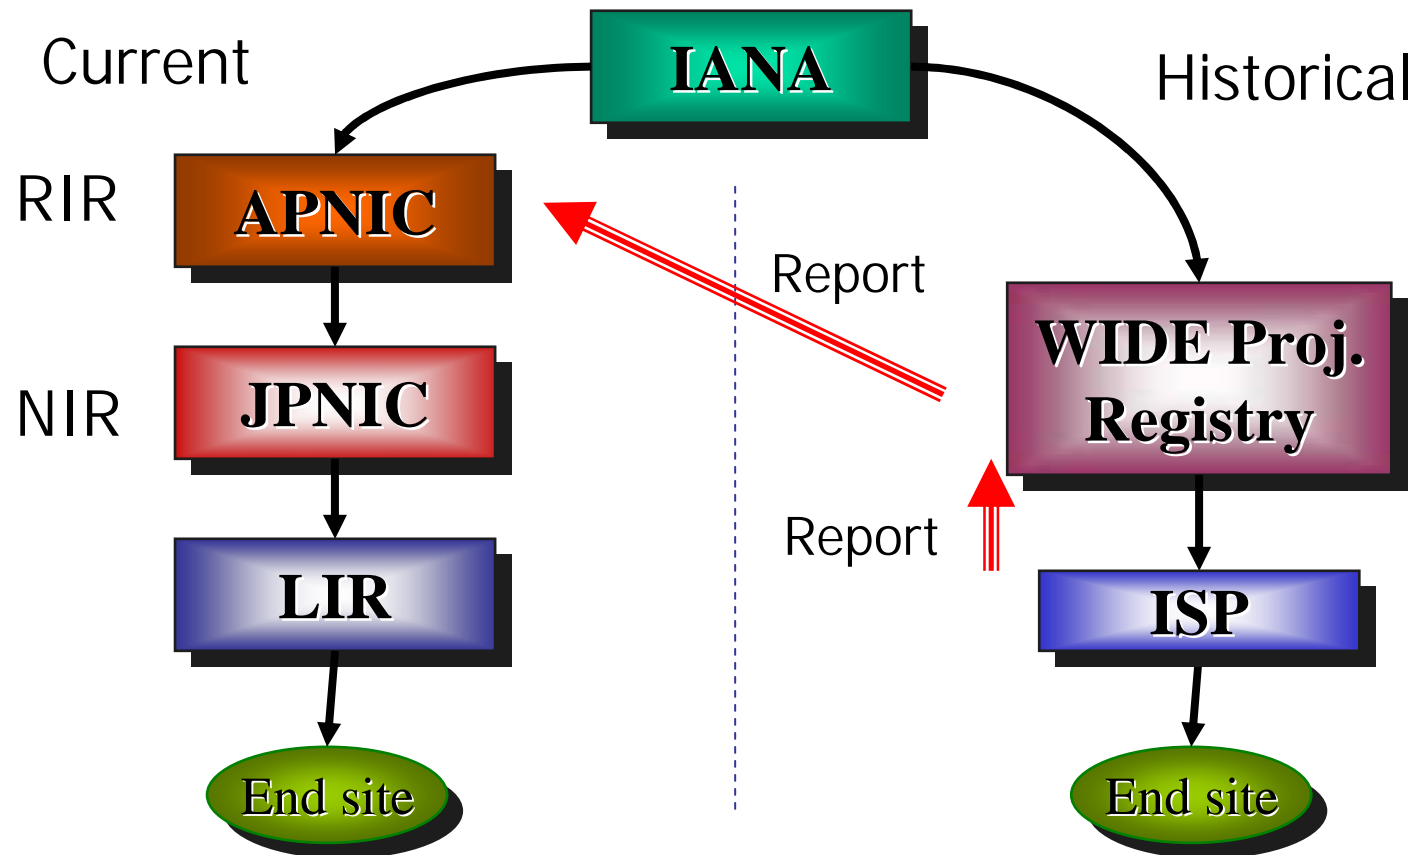 Current
IANA
Historical
RIR
APNIC
Report
WIDE Proj.
Registry
NIR
JPNIC
Report
LIR
ISP
End site
End site